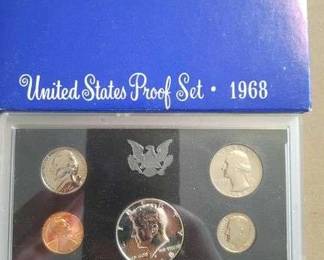 United States Proof Set • 1968